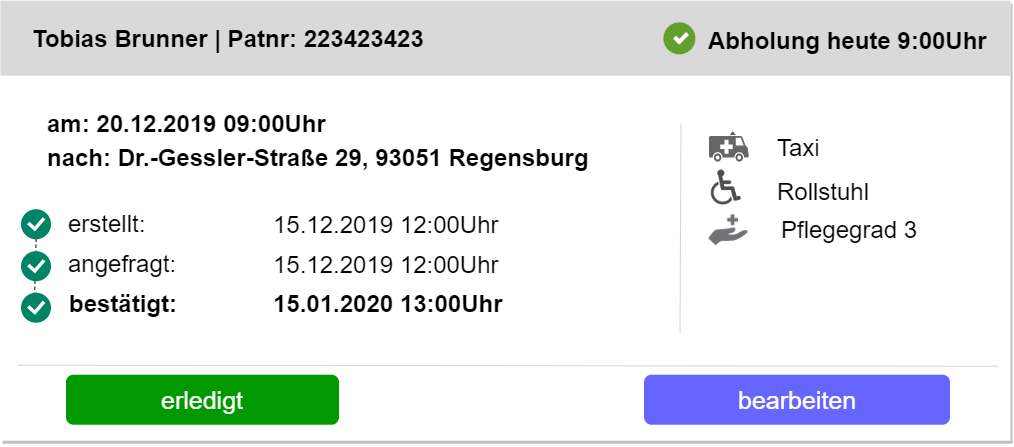 Tobias Brunner | Patnr: 223423423
Abholung heute 9:00Uhr
am: 20.12.2019 09:00Uhr
nach: Dr.-Gessler-Straße 29, 93051 Regensburg
erstellt: 15.12.2019 12:00Uhr
angefragt: 15.12.2019 12:00Uhr
bestätigt: 15.01.2020 13:00Uhr
Taxi
Rollstuhl
Pflegegrad 3
erledigt
bearbeiten